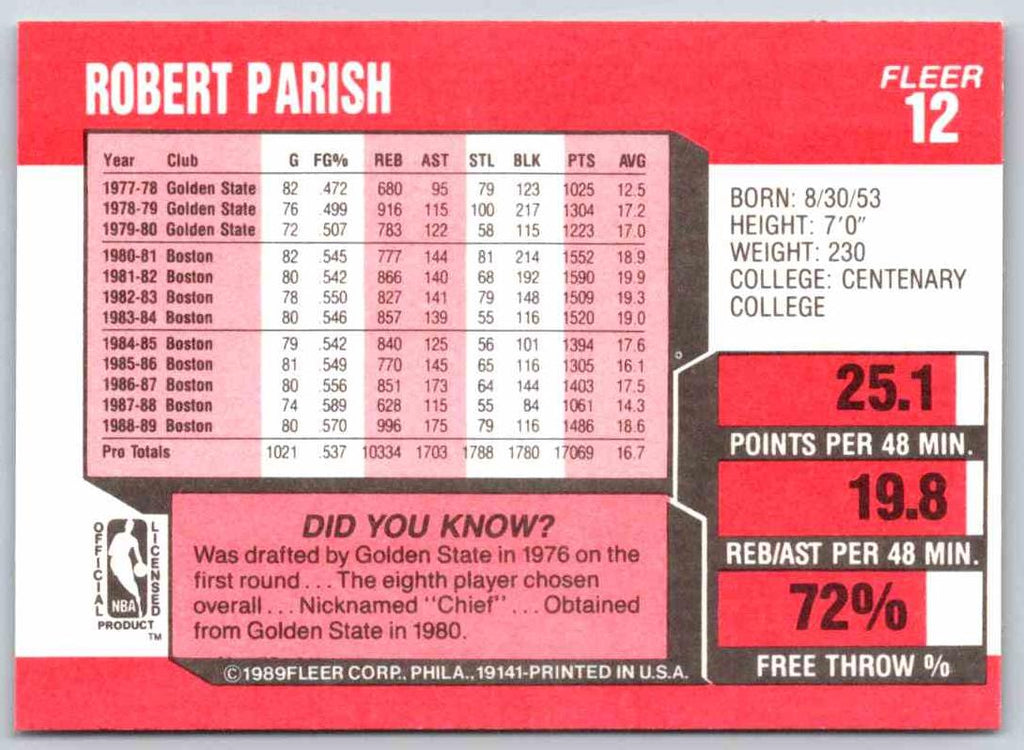 ROBERT PARISH
FLEER
12
Year Club G FG% REB AST STL BLK PTS AVG
1977-78 Golden State 82 .472 680 95 79 123 1025 12.5
1978-79 Golden State 76 .499 916 115 100 217 1304 17.2
1979-80 Golden State 72 .507 783 122 58 115 1223 17.0
1980-81 Boston 82 .545 777 144 81 214 1552 18.9
1981-82 Boston 80 .542 866 140 68 192 1590 19.9
1982-83 Boston 78 .550 827 141 79 148 1509 19.3
1983-84 Boston 80 .546 857 139 55 116 1520 19.0
1984-85 Boston 79 .542 840 125 56 101 1394 17.6
1985-86 Boston 81 .549 770 145 65 116 1305 16.1
1986-87 Boston 80 .556 851 173 64 144 1403 17.5
1987-88 Boston 74 .589 628 115 55 84 1061 14.3
1988-89 Boston 80 .570 996 175 79 116 1486 18.6
Pro Totals 1021 .537 10334 1703 1788 1780 17069 16.7
BORN: 8/30/53
HEIGHT: 7'0"
WEIGHT: 230
COLLEGE: CENTENARY
COLLEGE
25.1
POINTS PER 48 MIN.
19.8
REB/AST PER 48 MIN.
72%
FREE THROW %
OFFICIAL
NBA
LICENSED
PRODUCT
TM
DID YOU KNOW?
Was drafted by Golden State in 1976 on the
first round... The eighth player chosen
overall... Nicknamed "Chief"... Obtained
from Golden State in 1980.
©1989FLEER CORP., PHILA., 19141-PRINTED IN U.S.A.